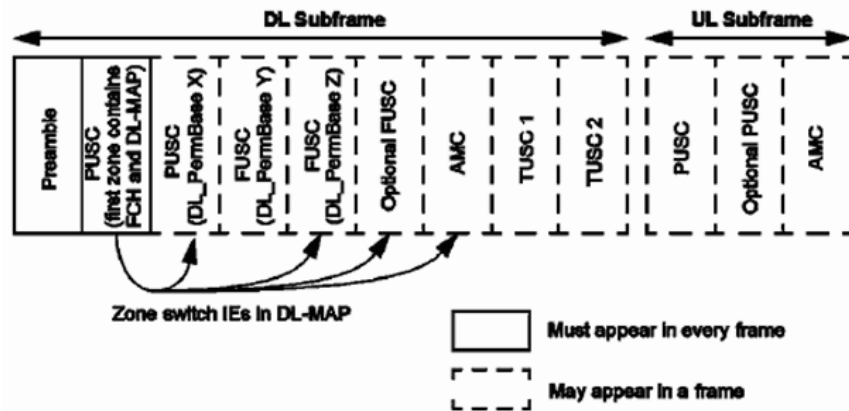 DL Subframe
UL Subframe
Preamble
PUSC
(first zone contains
FCH and DL-MAP)
PUSC
(DL_PermBase X)
FUSC
(DL_PermBase Y)
FUSC
(DL_PermBase Z)
Optional FUSC
AMC
TUSC 1
TUSC 2
PUSC
Optional PUSC
AMC
Zone switch IEs in DL-MAP
Must appear in every frame
May appear in a frame